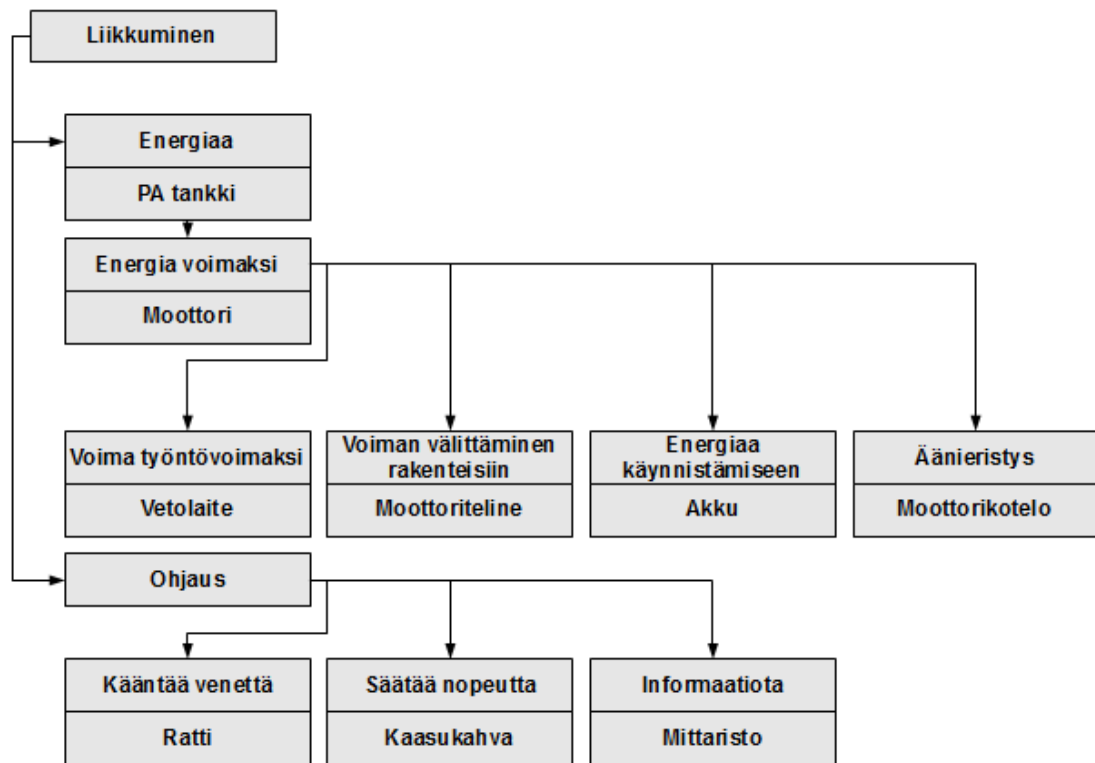 Liikkuminen
Energiaa
PA tankki
Energia voimaksi
Moottori
Voima työntövoimaksi
Vetolaite
Voiman välittäminen
rakenteisiin
Moottoriteline
Energiaa
käynnistämiseen
Akku
Äänieristys
Moottorikotelo
Ohjaus
Kääntää venettä
Ratti
Säätää nopeutta
Kaasukahva
Informaatiota
Mittaristo